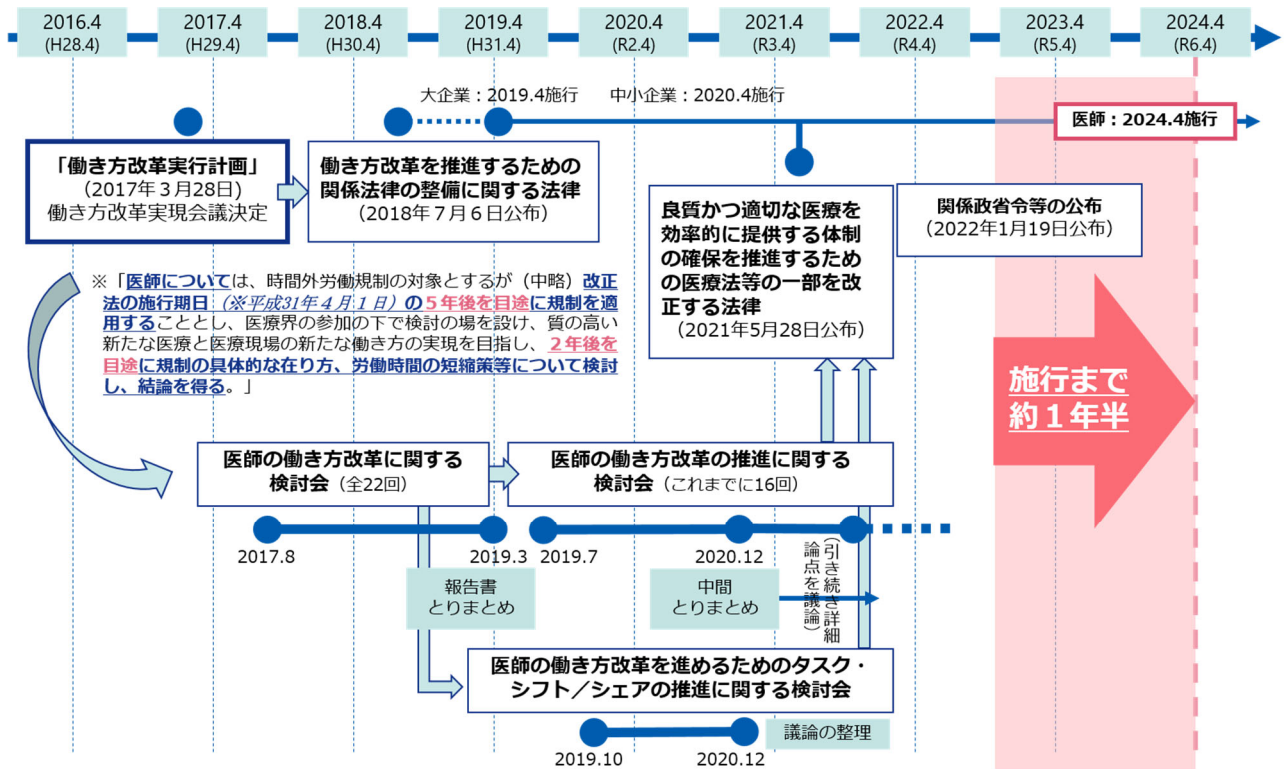 2016.4
(H28.4)
2017.4
(H29.4)
2018.4
(H30.4)
2019.4
(H31.4)
2020.4
(R2.4)
2021.4
(R3.4)
2022.4
(R4.4)
2023.4
(R5.4)
2024.4
(R6.4)
大企業：2019.4施行
中小企業：2020.4施行
医師：2024.4施行
「働き方改革実行計画」
（2017年３月28日)
働き方改革実現会議決定
働き方改革を推進するための
関係法律の整備に関する法律
（2018年７月６日公布）
良質かつ適切な医療を
効率的に提供する体制
の確保を推進するため
の医療法等の一部を改
正する法律
（2021年5月28日公布）
関係政省令等の公布
（2022年1月19日公布）
※「医師については、時間外労働規制の対象とするが（中略）改正
法の施行期日（※平成31年４月１日）の５年後を目途に規制を適
用することとし、医療界の参加の下で検討の場を設け、質の高い
新たな医療と医療現場の新たな働き方の実現を目指し、２年後を
目途に規制の具体的な在り方、労働時間の短縮策等について検討
し、結論を得る。」
施行まで
約１年半
医師の働き方改革に関する
検討会（全22回）
医師の働き方改革の推進に関する
検討会（これまでに16回）
2017.8
2019.3
2019.7
2020.12
（引き続き詳細
論点を議論）
報告書
とりまとめ
中間
とりまとめ
医師の働き方改革を進めるためのタスク・
シフト／シェアの推進に関する検討会
2019.10
2020.12
議論の整理